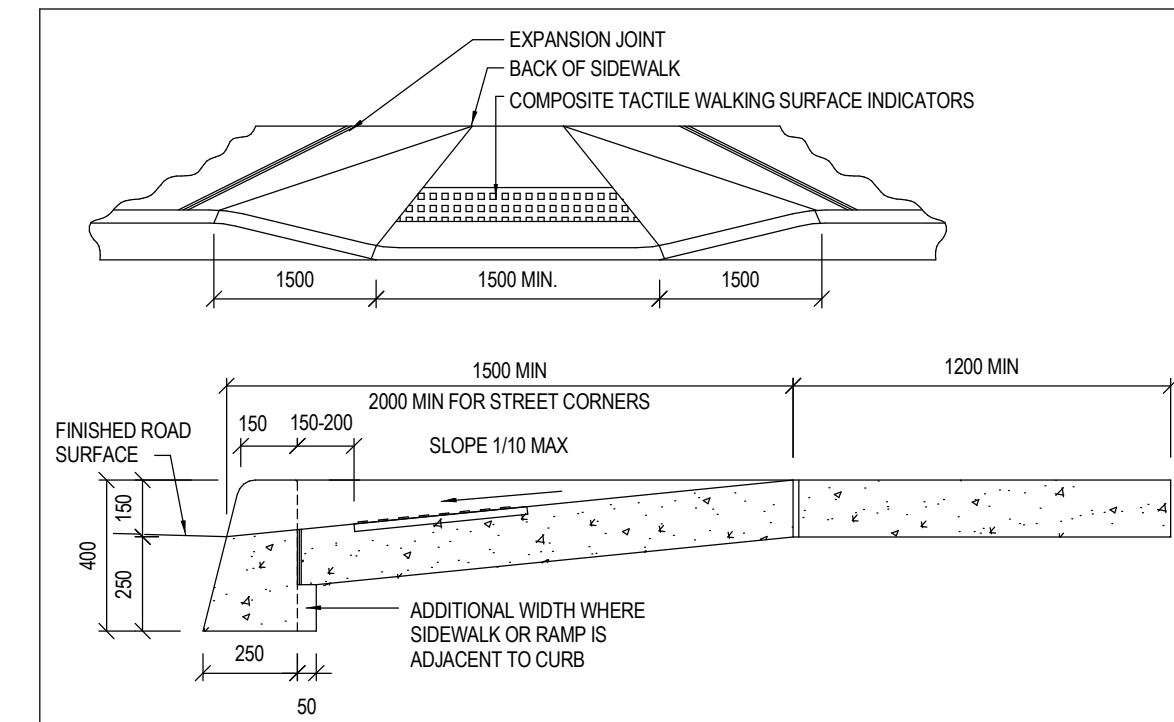 EXPANSION JOINT
BACK OF SIDEWALK
COMPOSITE TACTILE WALKING SURFACE INDICATORS
1500
1500 MIN.
1500
1500 MIN
1200 MIN
2000 MIN FOR STREET CORNERS
150
150-200
SLOPE 1/10 MAX
FINISHED ROAD
SURFACE
150
400
250
ADDITIONAL WIDTH WHERE
SIDEWALK OR RAMP IS
ADJACENT TO CURB
250
50